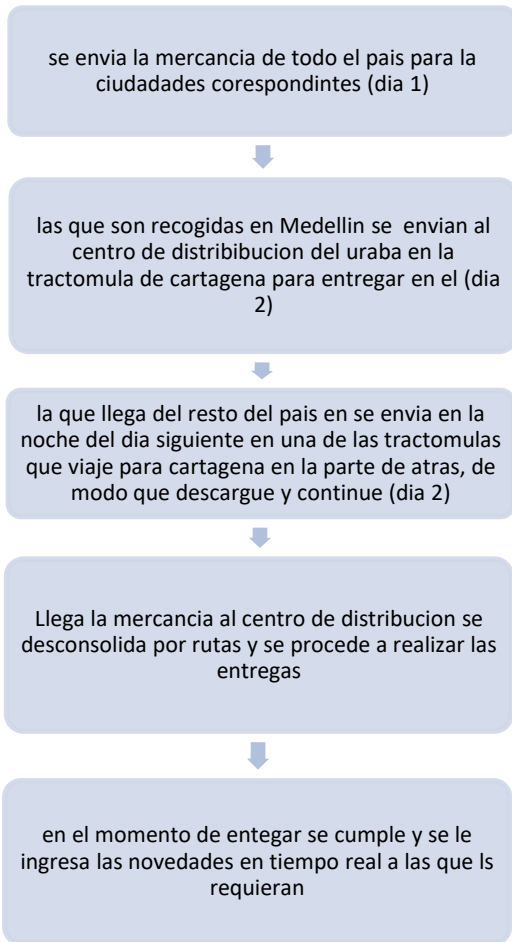 se envia la mercancia de todo el pais para la
ciudadades corespondintes (dia 1)
las que son recogidas en Medellin se envian al
centro de distribibucion del uraba en la
tractomula de cartagena para entregar en el (dia
2)
la que llega del resto del pais en se envia en la
noche del dia siguiente en una de las tractomulas
que viaje para cartagena en la parte de atras, de
modo que descargue y continue (dia 2)
Llega la mercancia al centro de distribucion se
desconsolida por rutas y se procede a realizar las
entregas
en el momento de entegar se cumple y se le
ingresa las novedades en tiempo real a las que ls
requieran